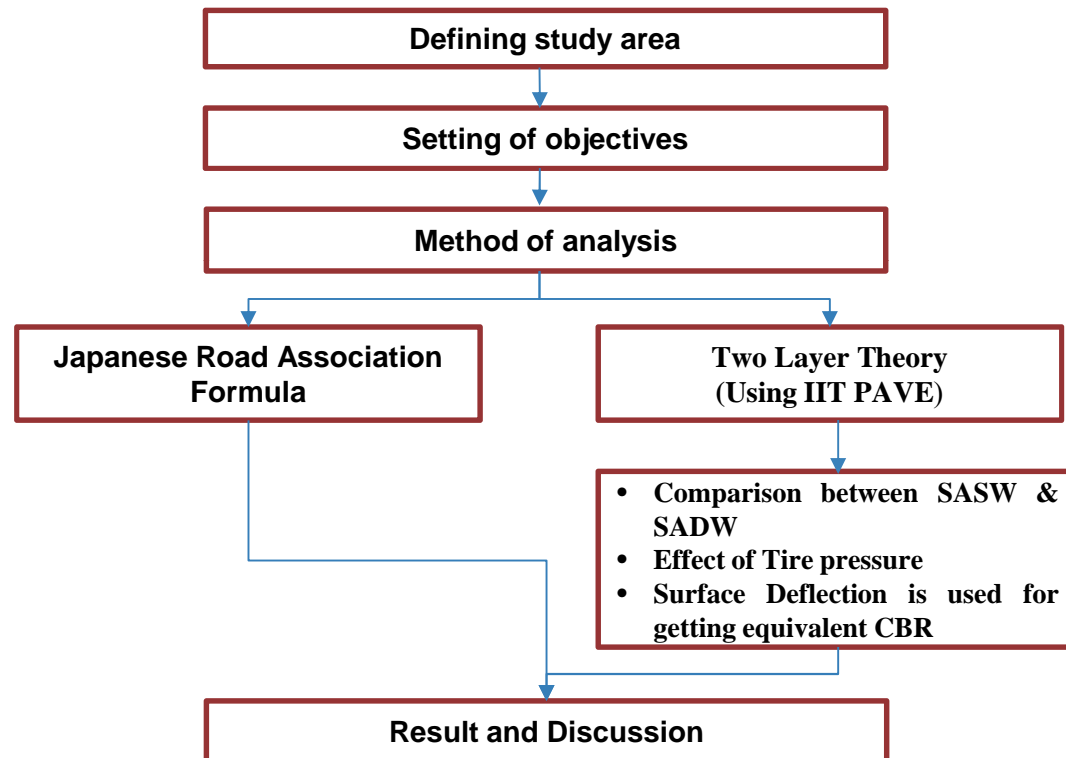 Defining study area
Setting of objectives
Method of analysis
Japanese Road Association
Formula
Two Layer Theory
(Using IIT PAVE)
• Comparison between SASW &
SADW
• Effect of Tire pressure
• Surface Deflection is used for
getting equivalent CBR
Result and Discussion